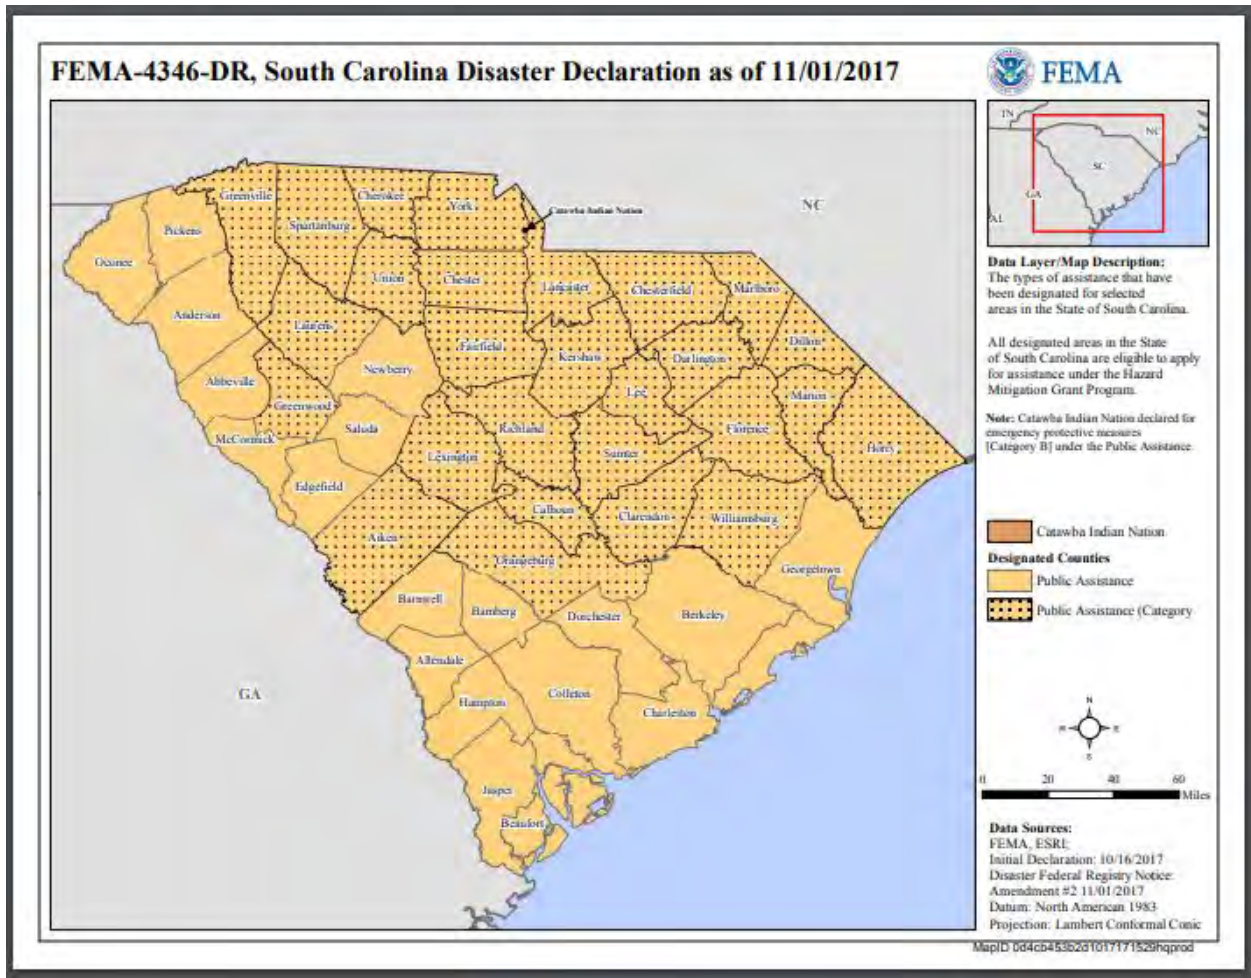 FEMA-4346-DR, South Carolina Disaster Declaration as of 11/01/2017
FEMA
TN
NC
SC
GA
AL
Greenville
Cherokee
York
Catawba Indian Nation
NC
Pickens
Spartanburg
Oconee
Union
Chester
Lancaster
Chesterfield
Marlboro
Anderson
Laurens
Fairfield
Kershaw
Darlington
Dillon
Abbeville
Newberry
Greenwood
Lee
Marion
McCormick
Saluda
Richland
Florence
Horry
Lexington
Sumter
Edgefield
Calhoun
Clarendon
Williamsburg
Aiken
Orangeburg
Georgetown
Barnwell
Bamberg
Dorchester
Berkeley
Allendale
GA
Hampton
Colleton
Charleston
Jasper
Beaufort
Data Layer/Map Description:
The types of assistance that have
been designated for selected
areas in the State of South Carolina.
All designated areas in the State
of South Carolina are eligible to apply
for assistance under the Hazard
Mitigation Grant Program.
Note: Catawba Indian Nation declared for
emergency protective measures
[Category B] under the Public Assistance
Catawba Indian Nation
Designated Counties
Public Assistance
Public Assistance (Category
N
E
S
0 20 40 60
Miles
Data Sources:
FEMA, ESRI;
Initial Declaration: 10/16/2017
Disaster Federal Registry Notice:
Amendment #2 11/01/2017
Datum: North American 1983
Projection: Lambert Conformal Conic
MapID 0d4cb453b2d1017171529hqprod